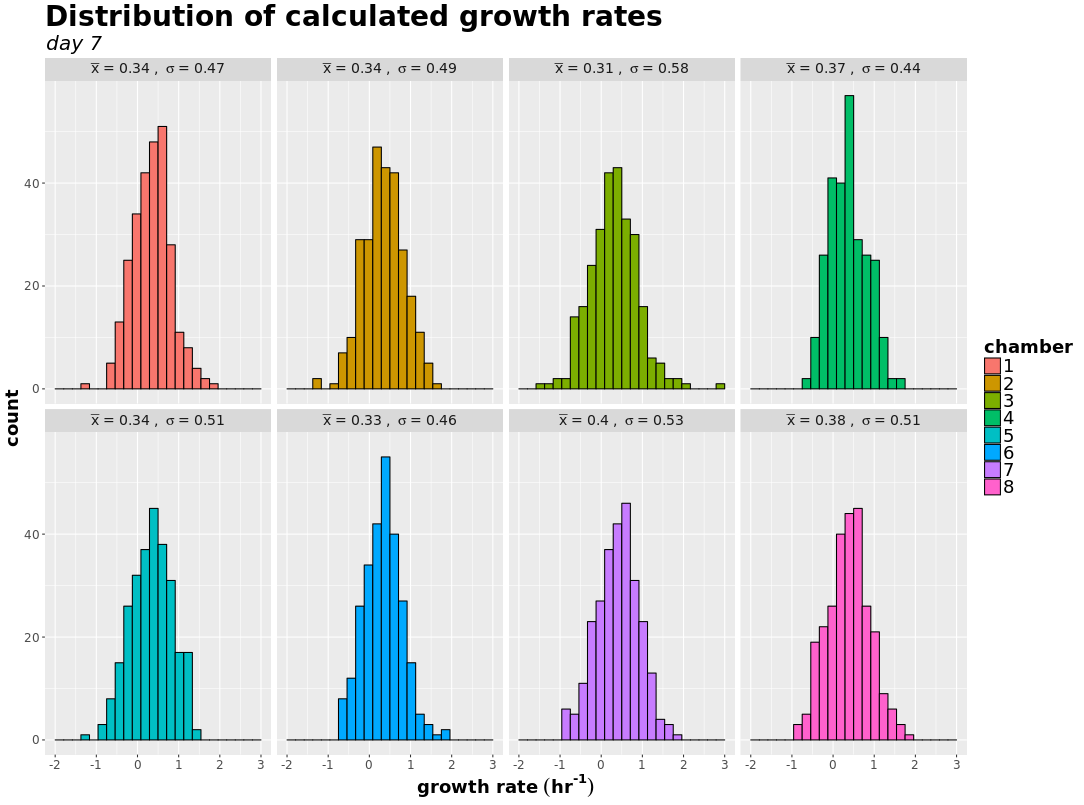 Distribution of calculated growth rates
day 7
x̅ = 0.34 , σ = 0.47
x̅ = 0.34 , σ = 0.49
x̅ = 0.31 , σ = 0.58
x̅ = 0.37 , σ = 0.44
40
20
0
x̅ = 0.34 , σ = 0.51
x̅ = 0.33 , σ = 0.46
x̅ = 0.4 , σ = 0.53
x̅ = 0.38 , σ = 0.51
40
20
0
-2 -1 0 1 2 3
-2 -1 0 1 2 3
-2 -1 0 1 2 3
-2 -1 0 1 2 3
count
growth rate (hr⁻¹)
chamber
1
2
3
4
5
6
7
8